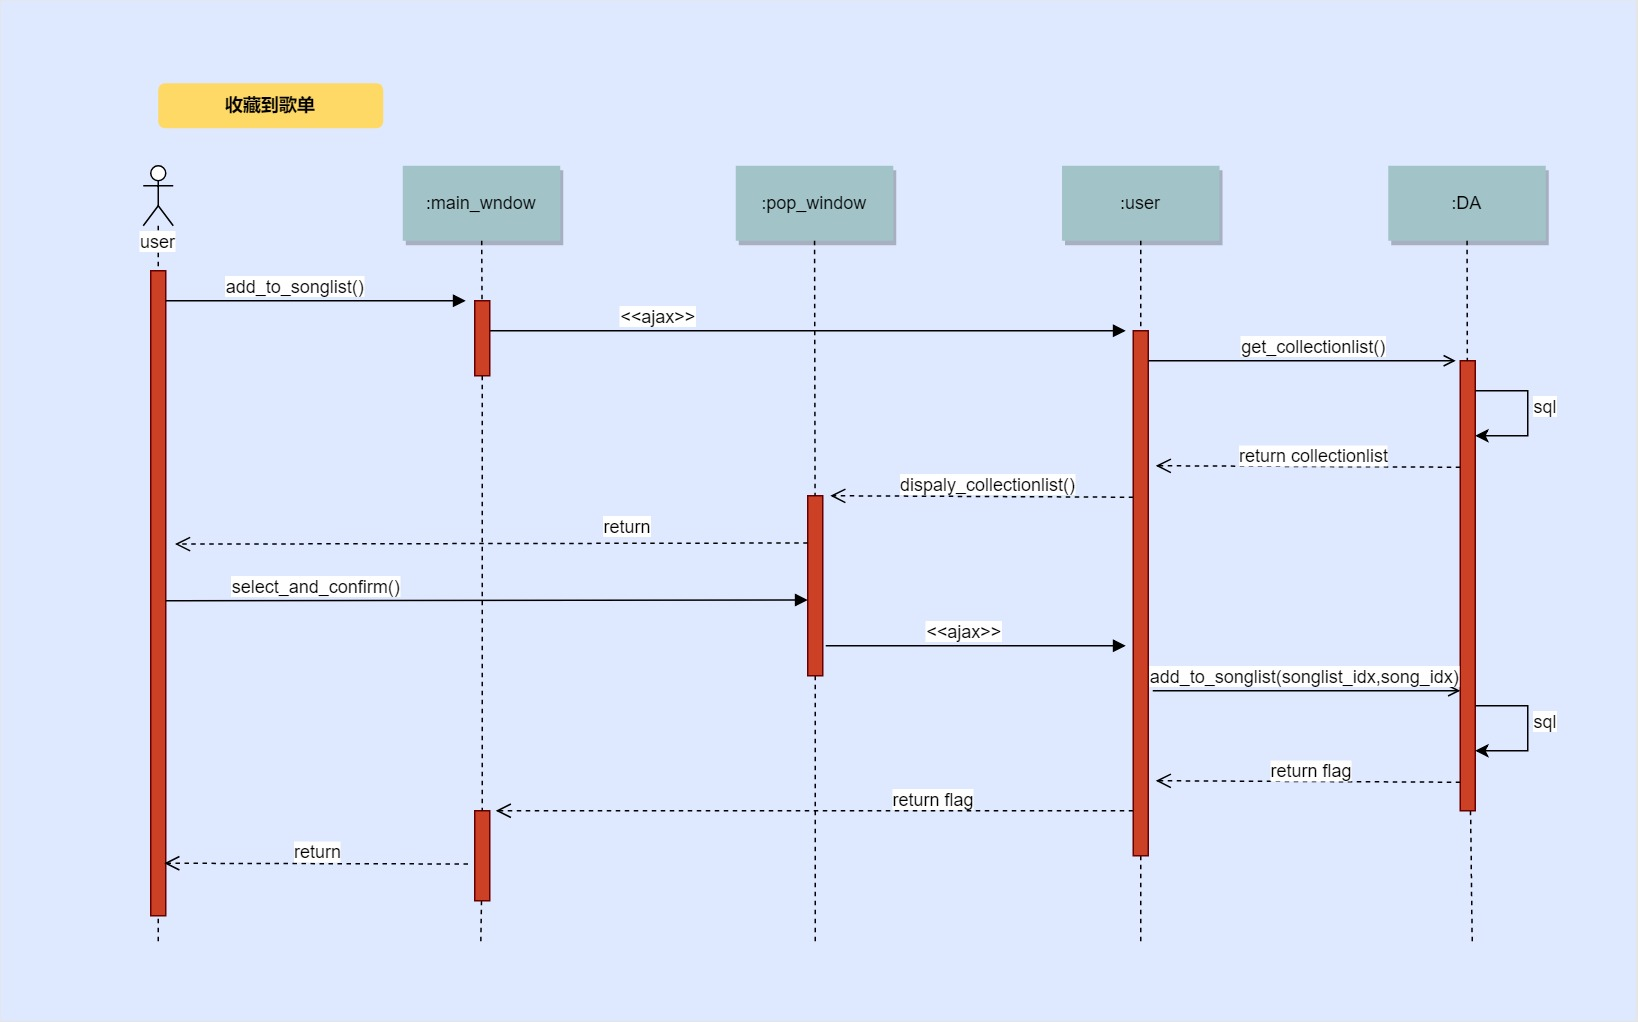 收藏到歌单
user
:main_wndow
:pop_window
:user
:DA
add_to_songlist()
<<ajax>>
get_collectionlist()
sql
return collectionlist
dispaly_collectionlist()
return
select_and_confirm()
<<ajax>>
add_to_songlist(songlist_idx,song_idx)
sql
return flag
return flag
return